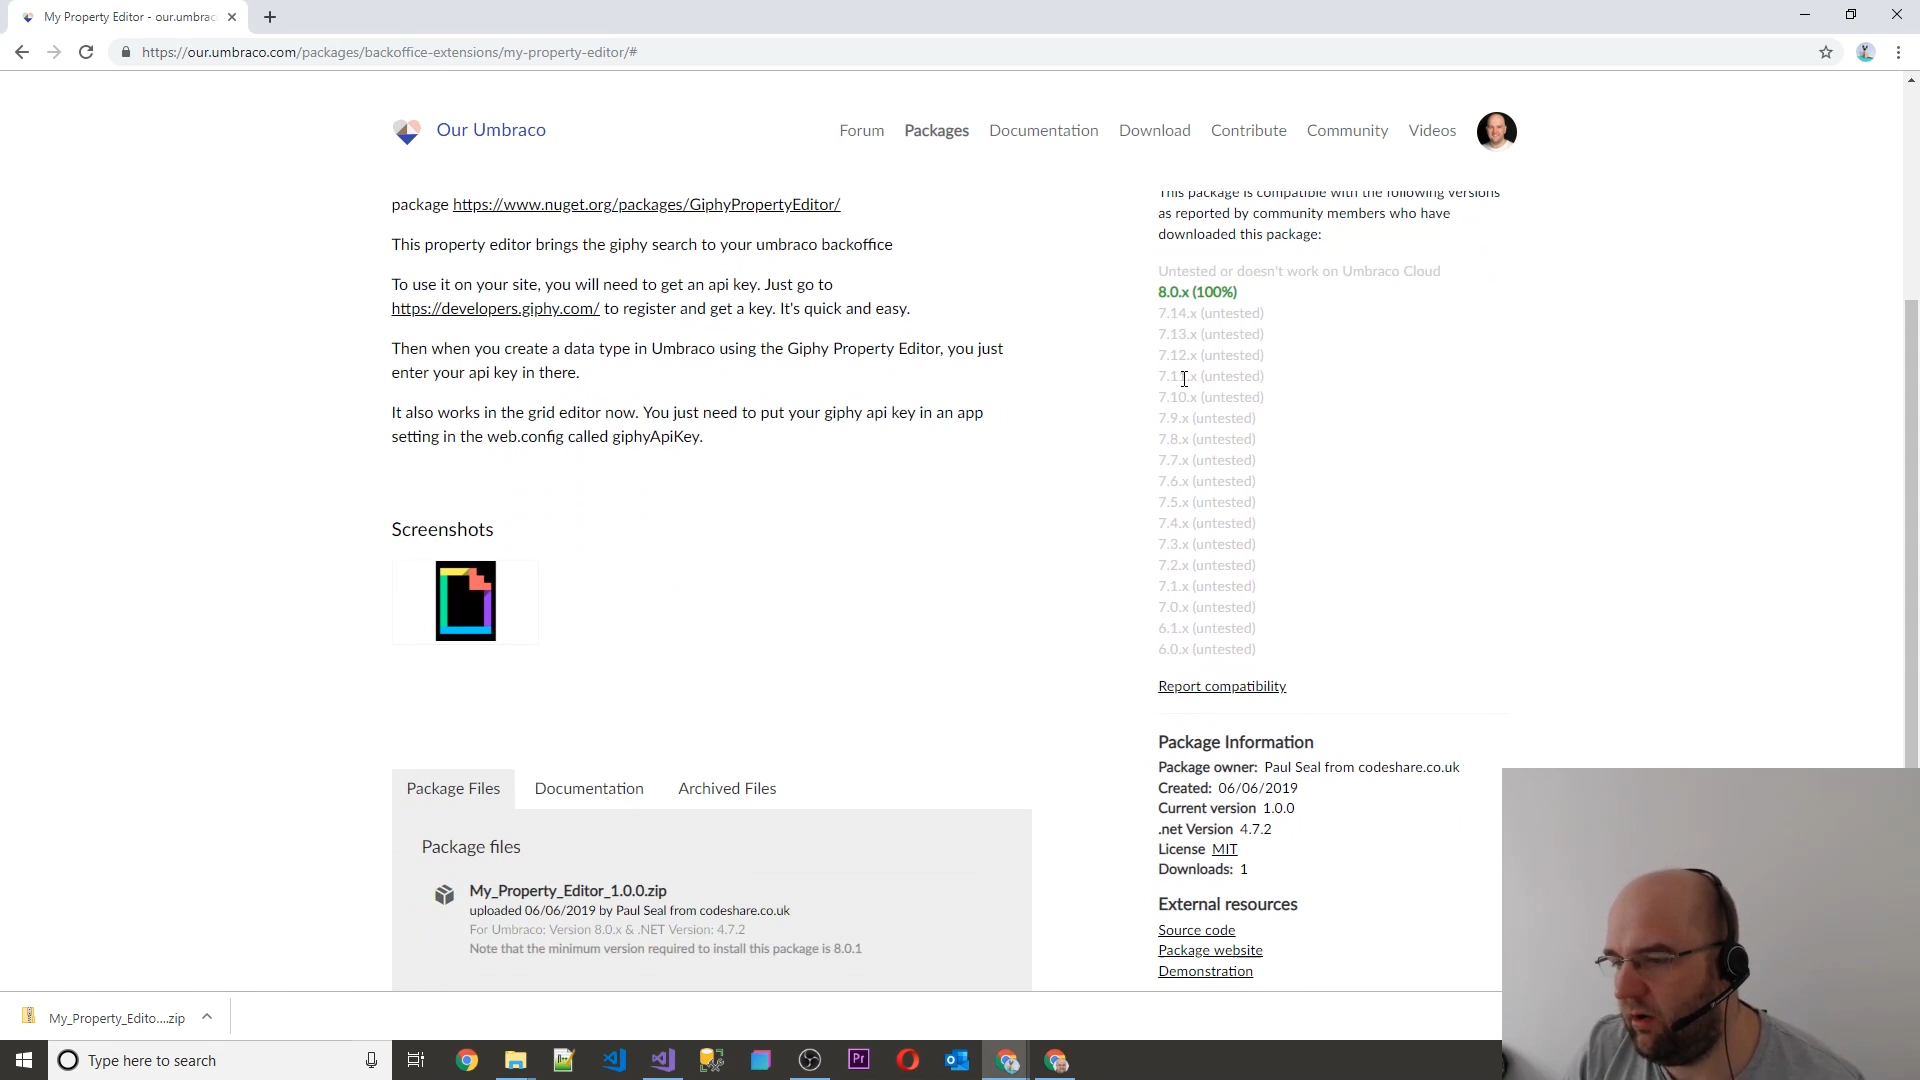 My Property Editor - our.umbrac
https://our.umbraco.com/packages/backoffice-extensions/my-property-editor/#
Our Umbraco
Forum Packages Documentation Download Contribute Community Videos
package https://www.nuget.org/packages/GiphyPropertyEditor/
This property editor brings the giphy search to your umbraco backoffice
To use it on your site, you will need to get an api key. Just go to
https://developers.giphy.com/ to register and get a key. It's quick and easy.
Then when you create a data type in Umbraco using the Giphy Property Editor, you just
enter your api key in there.
It also works in the grid editor now. You just need to put your giphy api key in an app
setting in the web.config called giphyApiKey.
Screenshots
Package Files Documentation Archived Files
Package files
My_Property_Editor_1.0.0.zip
uploaded 06/06/2019 by Paul Seal from codeshare.co.uk
For Umbraco: Version 8.0.x & .NET Version: 4.7.2
Note that the minimum version required to install this package is 8.0.1
This package is compatible with the following versions
as reported by community members who have
downloaded this package:
Untested or doesn't work on Umbraco Cloud
8.0.x (100%)
7.14.x (untested)
7.13.x (untested)
7.12.x (untested)
7.11.x (untested)
7.10.x (untested)
7.9.x (untested)
7.8.x (untested)
7.7.x (untested)
7.6.x (untested)
7.5.x (untested)
7.4.x (untested)
7.3.x (untested)
7.2.x (untested)
7.1.x (untested)
7.0.x (untested)
6.1.x (untested)
6.0.x (untested)
Report compatibility
Package Information
Package owner: Paul Seal from codeshare.co.uk
Created: 06/06/2019
Current version 1.0.0
.net Version 4.7.2
License MIT
Downloads: 1
External resources
Source code
Package website
Demonstration
My_Property_Edito....zip
Type here to search
Pr